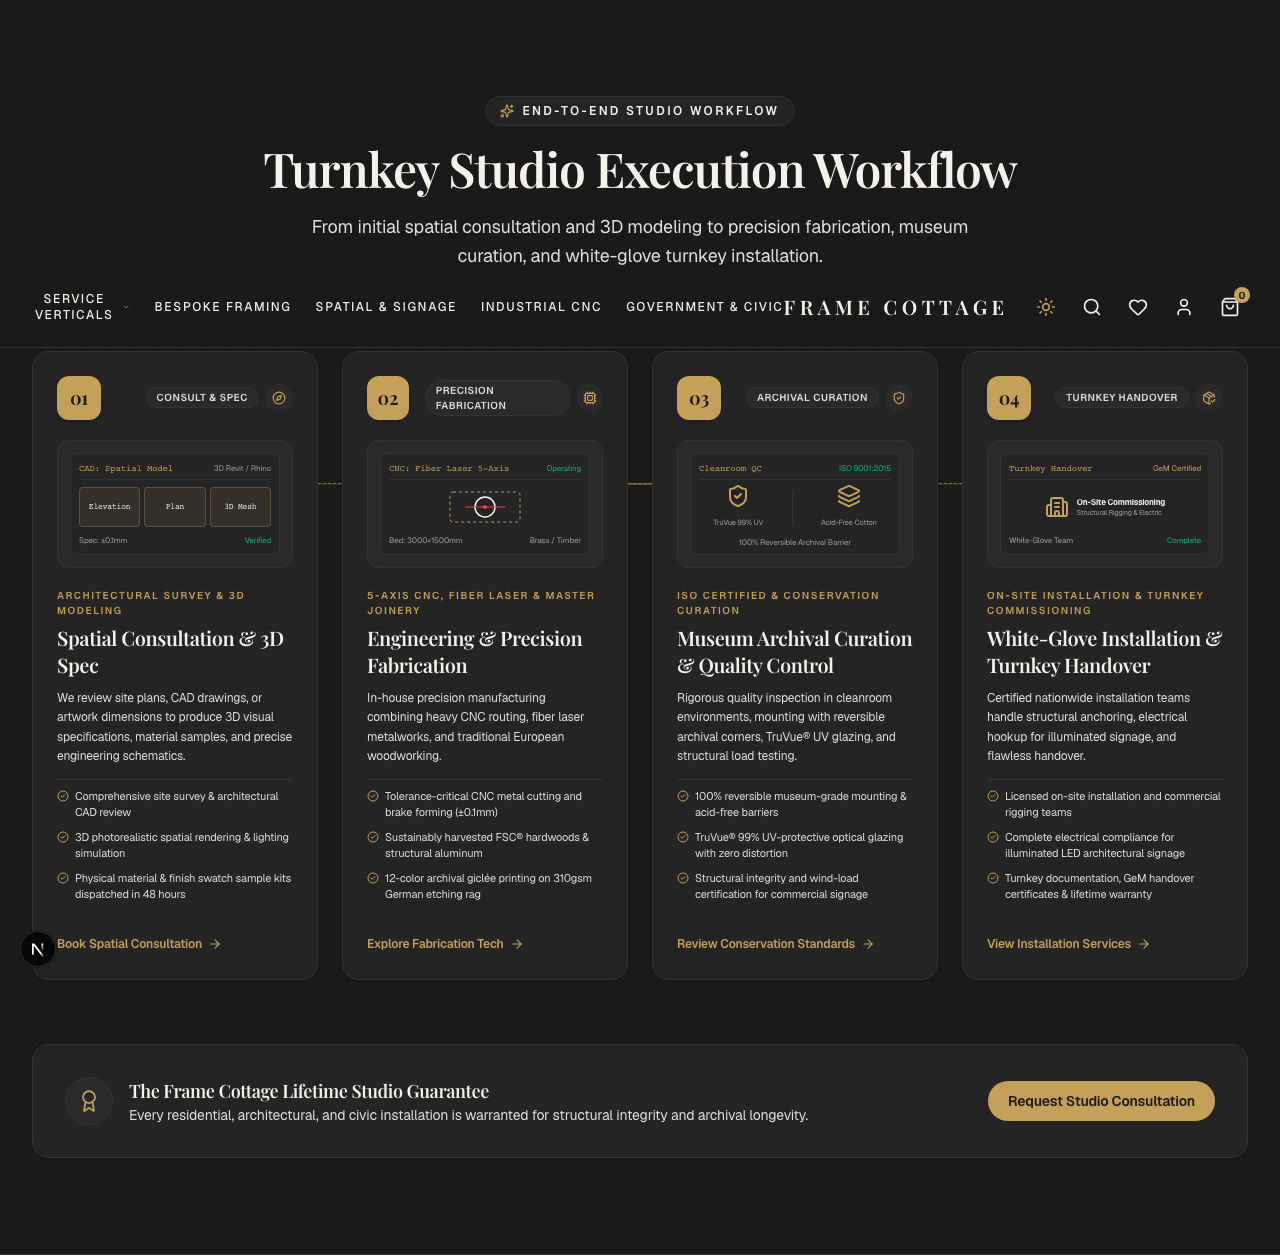 END-TO-END STUDIO WORKFLOW
Turnkey Studio Execution Workflow
From initial spatial consultation and 3D modeling to precision fabrication, museum
curation, and white-glove turnkey installation.
SERVICE
VERTICALS
BESPOKE FRAMING
SPATIAL & SIGNAGE
INDUSTRIAL CNC
GOVERNMENT & CIVIC
FRAME COTTAGE
0
01
CONSULT & SPEC
CAD: Spatial Model
3D Revit / Rhino
Elevation
Plan
3D Mesh
Spec: ±0.1mm
Verified
ARCHITECTURAL SURVEY & 3D
MODELING
Spatial Consultation & 3D
Spec
We review site plans, CAD drawings, or
artwork dimensions to produce 3D visual
specifications, material samples, and precise
engineering schematics.
Comprehensive site survey & architectural
CAD review
3D photorealistic spatial rendering & lighting
simulation
Physical material & finish swatch sample kits
dispatched in 48 hours
N
Book Spatial Consultation
02
PRECISION
FABRICATION
CNC: Fiber Laser 5-Axis
Operating
Bed: 3000×1500mm
Brass / Timber
5-AXIS CNC, FIBER LASER & MASTER
JOINERY
Engineering & Precision
Fabrication
In-house precision manufacturing
combining heavy CNC routing, fiber laser
metalworks, and traditional European
woodworking.
Tolerance-critical CNC metal cutting and
brake forming (±0.1mm)
Sustainably harvested FSC® hardwoods &
structural aluminum
12-color archival giclée printing on 310gsm
German etching rag
Explore Fabrication Tech
03
ARCHIVAL CURATION
Cleanroom QC
ISO 9001:2015
TruVue 99% UV
Acid-Free Cotton
100% Reversible Archival Barrier
ISO CERTIFIED & CONSERVATION
CURATION
Museum Archival Curation
& Quality Control
Rigorous quality inspection in cleanroom
environments, mounting with reversible
archival corners, TruVue® UV glazing, and
structural load testing.
100% reversible museum-grade mounting &
acid-free barriers
TruVue® 99% UV-protective optical glazing
with zero distortion
Structural integrity and wind-load
certification for commercial signage
Review Conservation Standards
04
TURNKEY HANDOVER
Turnkey Handover
GeM Certified
On-Site Commissioning
Structural Rigging & Electric
White-Glove Team
Complete
ON-SITE INSTALLATION & TURNKEY
COMMISSIONING
White-Glove Installation &
Turnkey Handover
Certified nationwide installation teams
handle structural anchoring, electrical
hookup for illuminated signage, and
flawless handover.
Licensed on-site installation and commercial
rigging teams
Complete electrical compliance for
illuminated LED architectural signage
Turnkey documentation, GeM handover
certificates & lifetime warranty
View Installation Services
The Frame Cottage Lifetime Studio Guarantee
Every residential, architectural, and civic installation is warranted for structural integrity and archival longevity.
Request Studio Consultation